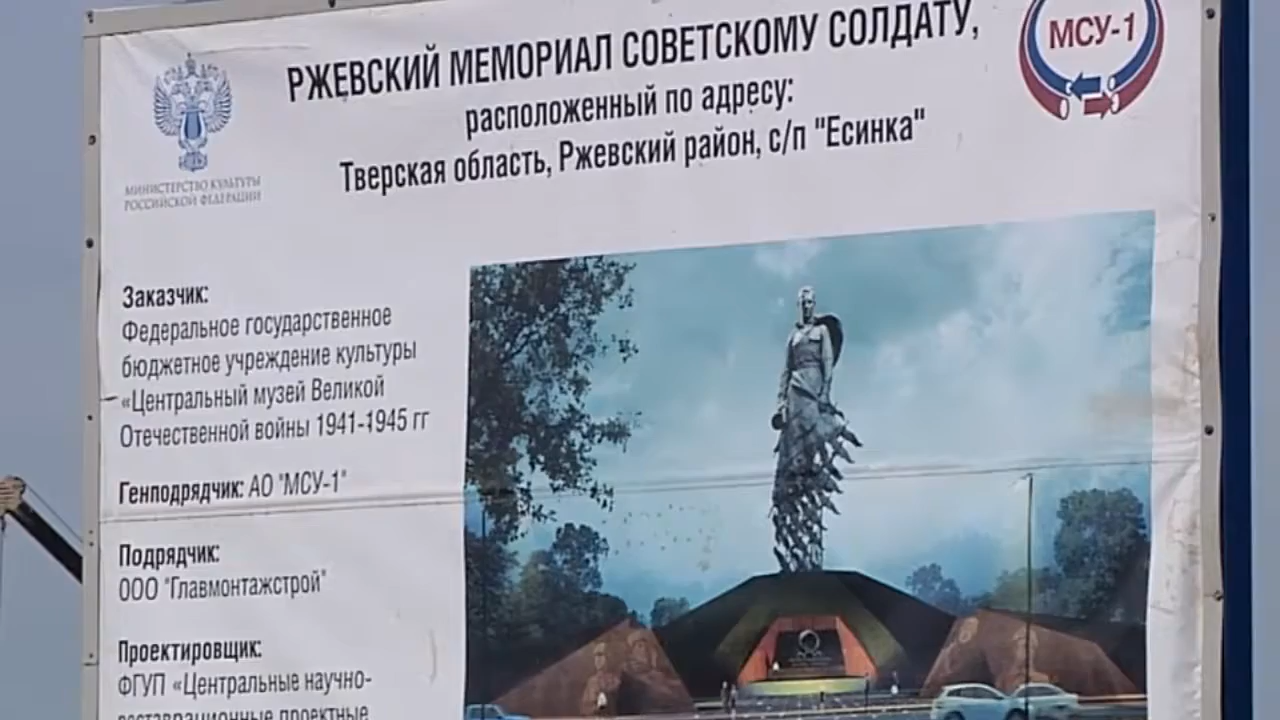 РЖЕВСКИЙ МЕМОРИАЛ СОВЕТСКОМУ СОЛДАТУ,
расположенный по адресу:
Тверская область, Ржевский район, с/п "Есинка"
МСУ-1
МИНИСТЕРСТВО КУЛЬТУРЫ
РОССИЙСКОЙ ФЕДЕРАЦИИ
Заказчик:
Федеральное государственное
бюджетное учреждение культуры
«Центральный музей Великой
Отечественной войны 1941-1945 гг
Генподрядчик: АО "МСУ-1"
Подрядчик:
ООО "Главмонтажстрой"
Проектировщик:
ФГУП «Центральные научно-
реставрационные проектные